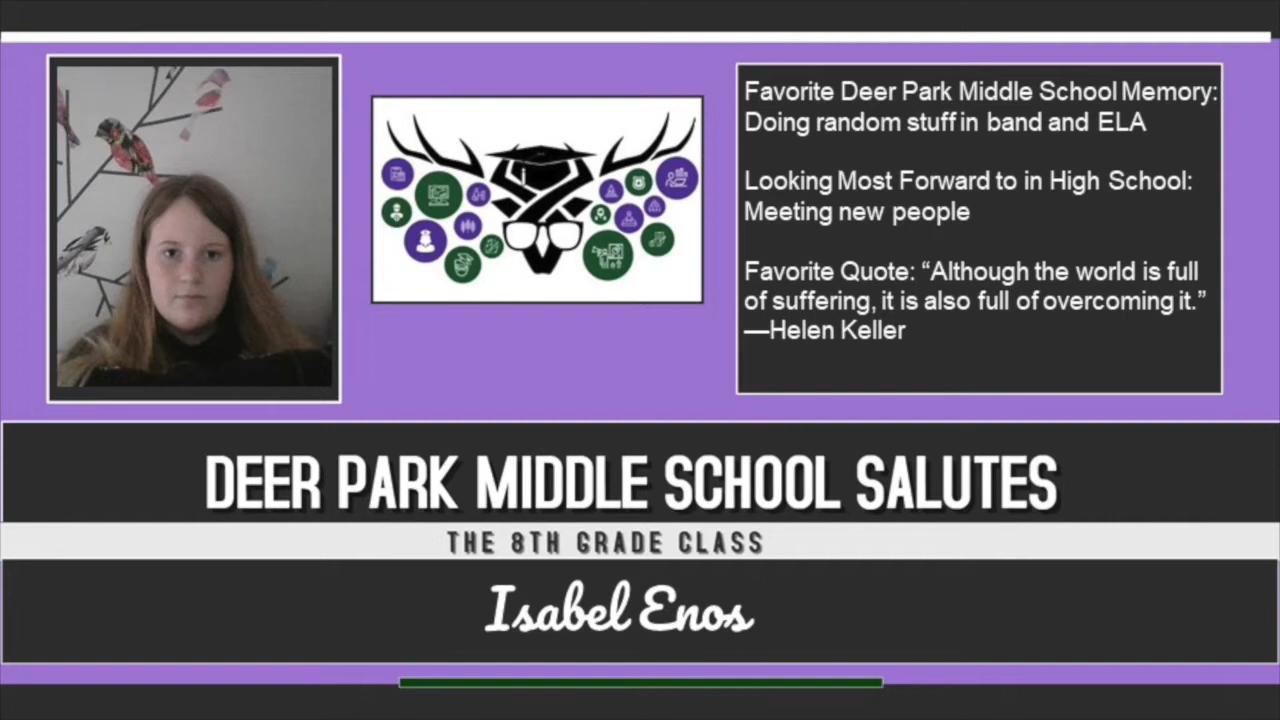 Favorite Deer Park Middle School Memory:
Doing random stuff in band and ELA
Looking Most Forward to in High School:
Meeting new people
Favorite Quote: “Although the world is full
of suffering, it is also full of overcoming it.”
—Helen Keller
DEER PARK MIDDLE SCHOOL SALUTES
THE 8TH GRADE CLASS
Isabel Enos